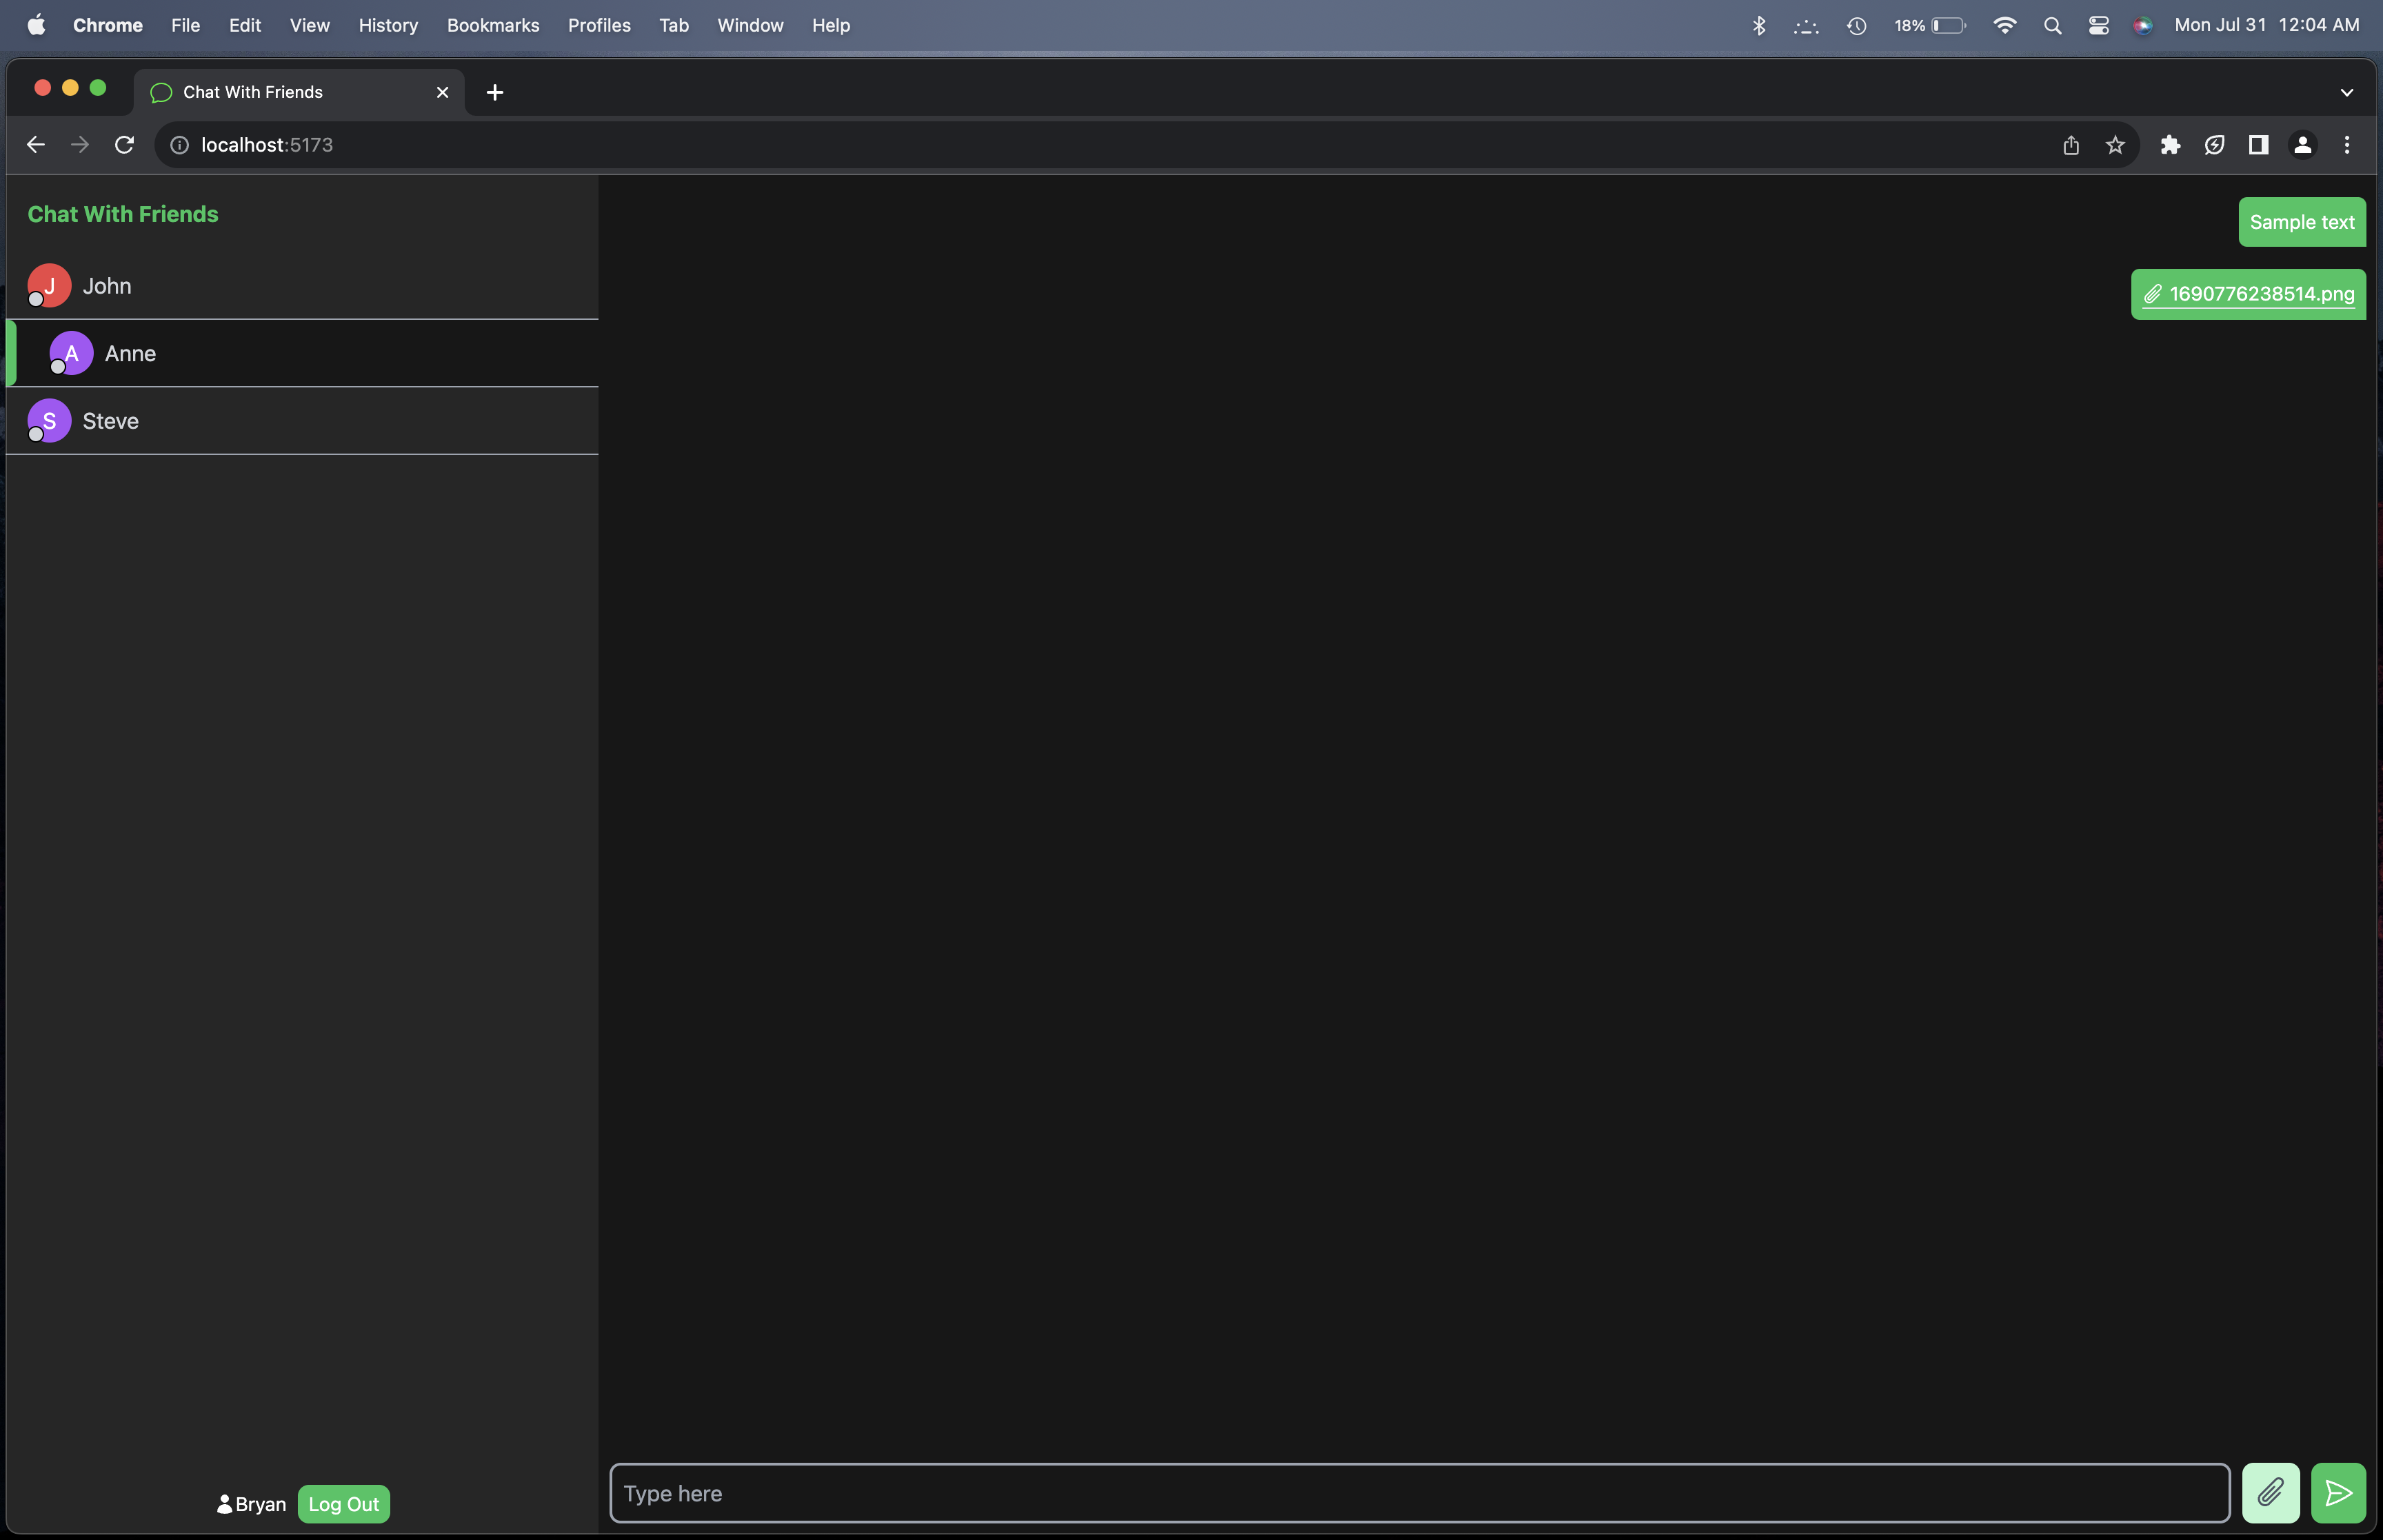 Chrome File Edit View History Bookmarks Profiles Tab Window Help 18% Mon Jul 31 12:04 AM
Chat With Friends
localhost:5173
Chat With Friends
Sample text
J John
1690776238514.png
A Anne
S Steve
Type here
Bryan Log Out